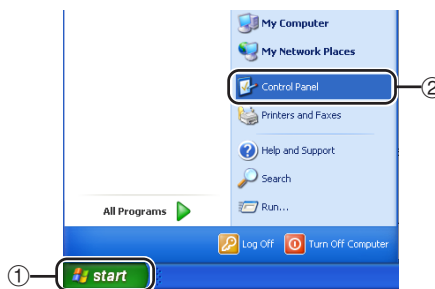 My Computer
My Network Places
Control Panel
②
Printers and Faxes
Help and Support
Search
All Programs
Run...
Log Off Turn Off Computer
① start